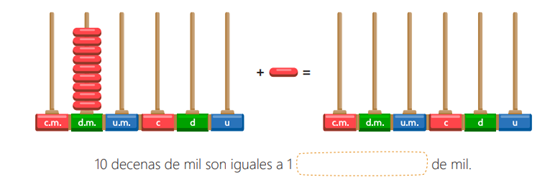 + =
c.m. d.m. u.m. c d u c.m. d.m. u.m. c d u
10 decenas de mil son iguales a 1 de mil.